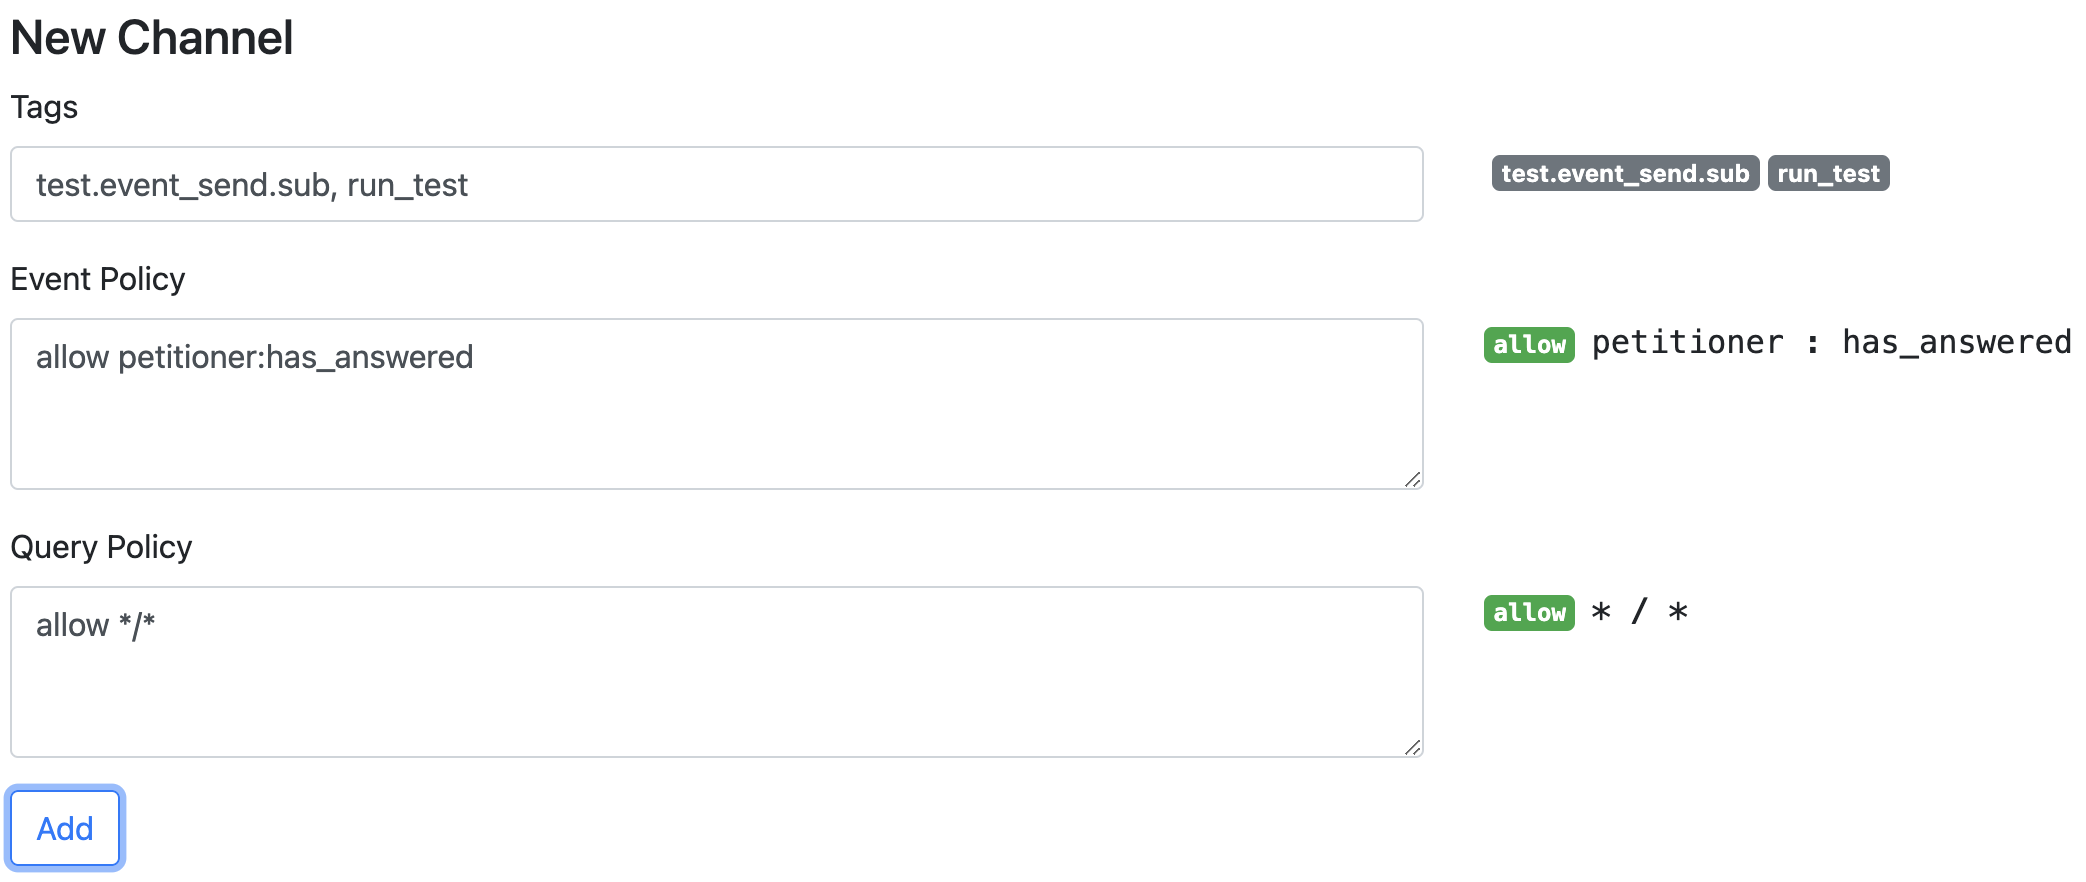 New Channel
Tags
test.event_send.sub, run_test
test.event_send.sub run_test
Event Policy
allow petitioner:has_answered
allow petitioner : has_answered
Query Policy
allow */*
allow * / *
Add